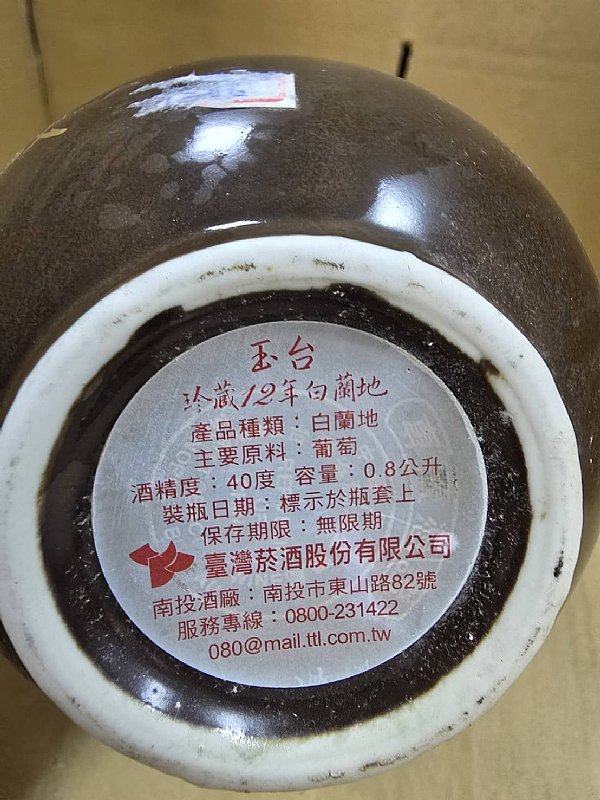 玉台
珍藏12年白蘭地
產品種類：白蘭地
主要原料：葡萄
酒精度：40度 容量：0.8公升
裝瓶日期：標示於瓶套上
保存期限：無限期
臺灣菸酒股份有限公司
南投酒廠：南投市東山路82號
服務專線：0800-231422
080@mail.ttl.com.tw